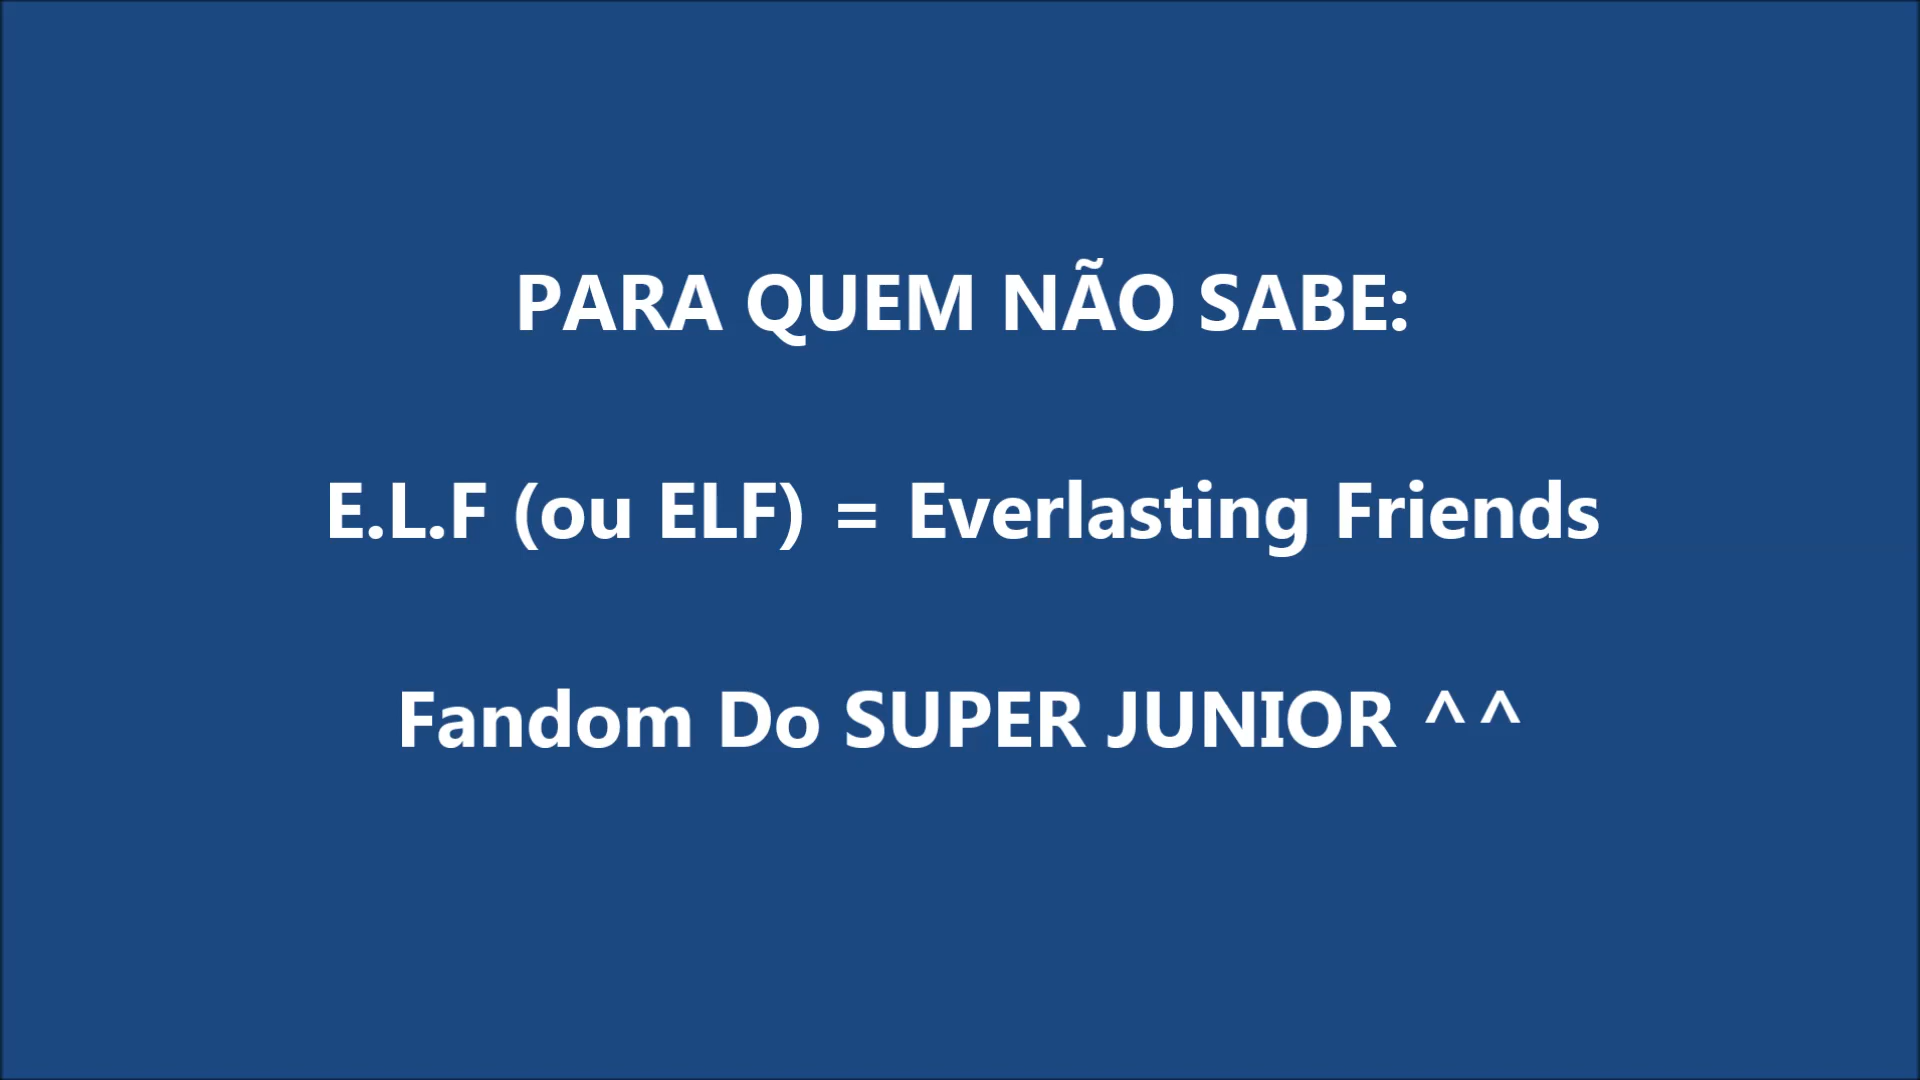 PARA QUEM NÃO SABE:
E.L.F (ou ELF) = Everlasting Friends
Fandom Do SUPER JUNIOR ^^